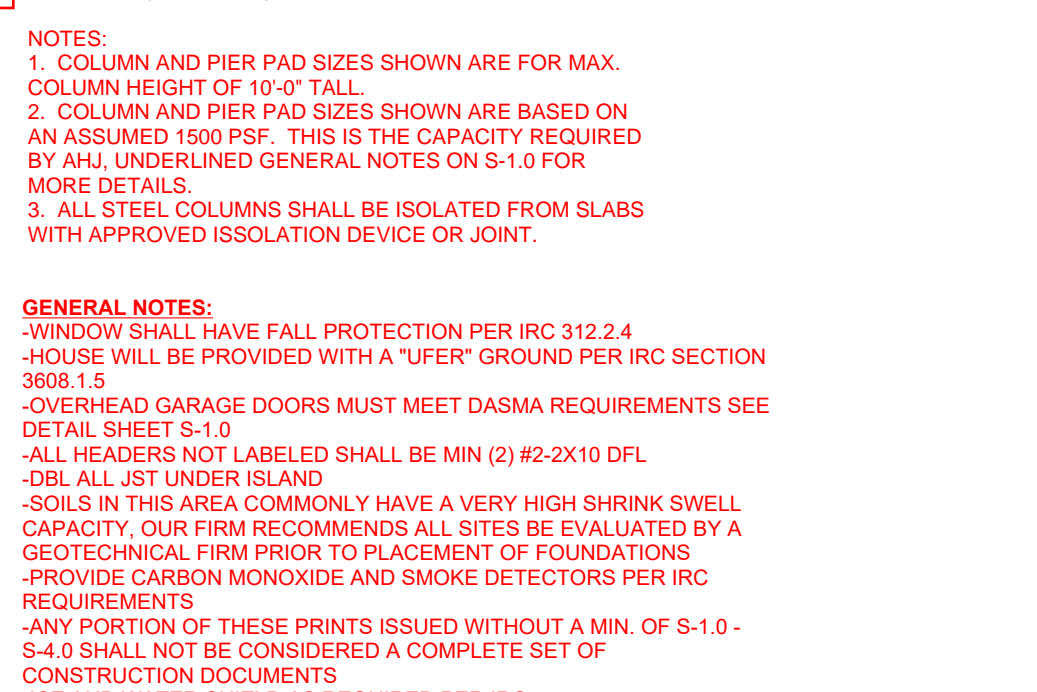 NOTES:
1. COLUMN AND PIER PAD SIZES SHOWN ARE FOR MAX.
COLUMN HEIGHT OF 10'-0" TALL.
2. COLUMN AND PIER PAD SIZES SHOWN ARE BASED ON
AN ASSUMED 1500 PSF. THIS IS THE CAPACITY REQUIRED
BY AHJ, UNDERLINED GENERAL NOTES ON S-1.0 FOR
MORE DETAILS.
3. ALL STEEL COLUMNS SHALL BE ISOLATED FROM SLABS
WITH APPROVED ISSOLATION DEVICE OR JOINT.
GENERAL NOTES:
-WINDOW SHALL HAVE FALL PROTECTION PER IRC 312.2.4
-HOUSE WILL BE PROVIDED WITH A "UFER" GROUND PER IRC SECTION
3608.1.5
-OVERHEAD GARAGE DOORS MUST MEET DASMA REQUIREMENTS SEE
DETAIL SHEET S-1.0
-ALL HEADERS NOT LABELED SHALL BE MIN (2) #2-2X10 DFL
-DBL ALL JST UNDER ISLAND
-SOILS IN THIS AREA COMMONLY HAVE A VERY HIGH SHRINK SWELL
CAPACITY, OUR FIRM RECOMMENDS ALL SITES BE EVALUATED BY A
GEOTECHNICAL FIRM PRIOR TO PLACEMENT OF FOUNDATIONS
-PROVIDE CARBON MONOXIDE AND SMOKE DETECTORS PER IRC
REQUIREMENTS
-ANY PORTION OF THESE PRINTS ISSUED WITHOUT A MIN. OF S-1.0 -
S-4.0 SHALL NOT BE CONSIDERED A COMPLETE SET OF
CONSTRUCTION DOCUMENTS